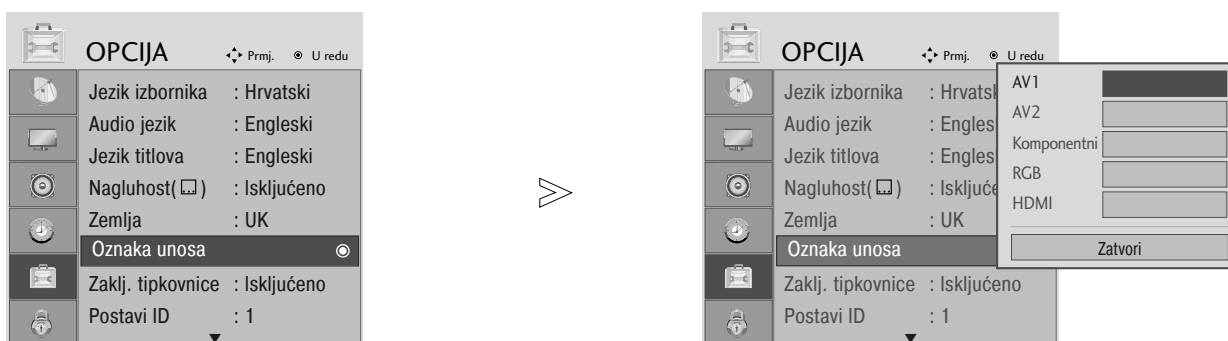 OPCIJA Prmj. U redu
Jezik izbornika : Hrvatski
Audio jezik : Engleski
Jezik titlova : Engleski
Nagluhost( ) : Isključeno
Zemlja : UK
Oznaka unosa
Zaklj. tipkovnice : Isključeno
Postavi ID : 1
OPCIJA Prmj. U redu
Jezik izbornika : Hrvatsk
Audio jezik : Engles
Jezik titlova : Engles
Nagluhost( ) : Isključe
Zemlja : UK
Oznaka unosa
Zaklj. tipkovnice : Isključeno
Postavi ID : 1
AV1
AV2
Komponentni
RGB
HDMI
Zatvori